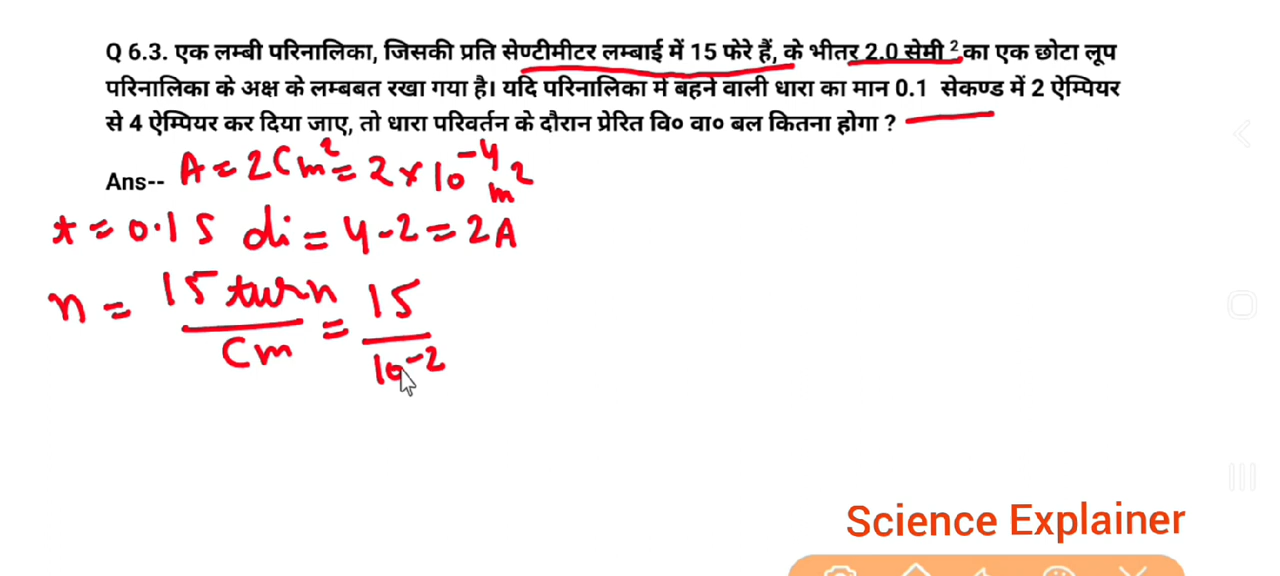 Q 6.3. एक लम्बी परिनालिका, जिसकी प्रति सेण्टीमीटर लम्बाई में 15 फेरे हैं, के भीतर 2.0 सेमी ² का एक छोटा लूप
परिनालिका के अक्ष के लम्बबत रखा गया है। यदि परिनालिका में बहने वाली धारा का मान 0.1 सेकण्ड में 2 ऐम्पियर
से 4 ऐम्पियर कर दिया जाए, तो धारा परिवर्तन के दौरान प्रेरित वि० वा० बल कितना होगा ?
Ans-- A = 2Cm² = 2 × 10⁻⁴ m²
t = 0.1 S di = 4-2 = 2A
n = 15 turn / Cm = 15 / 10⁻²
Science Explainer